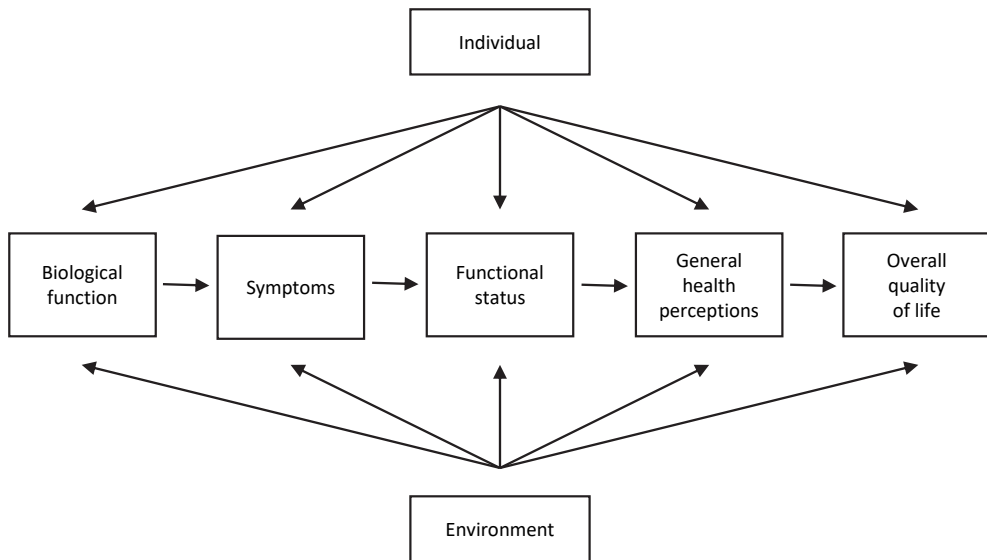 Individual
Biological
function
Symptoms
Functional
status
General
health
perceptions
Overall
quality
of life
Environment